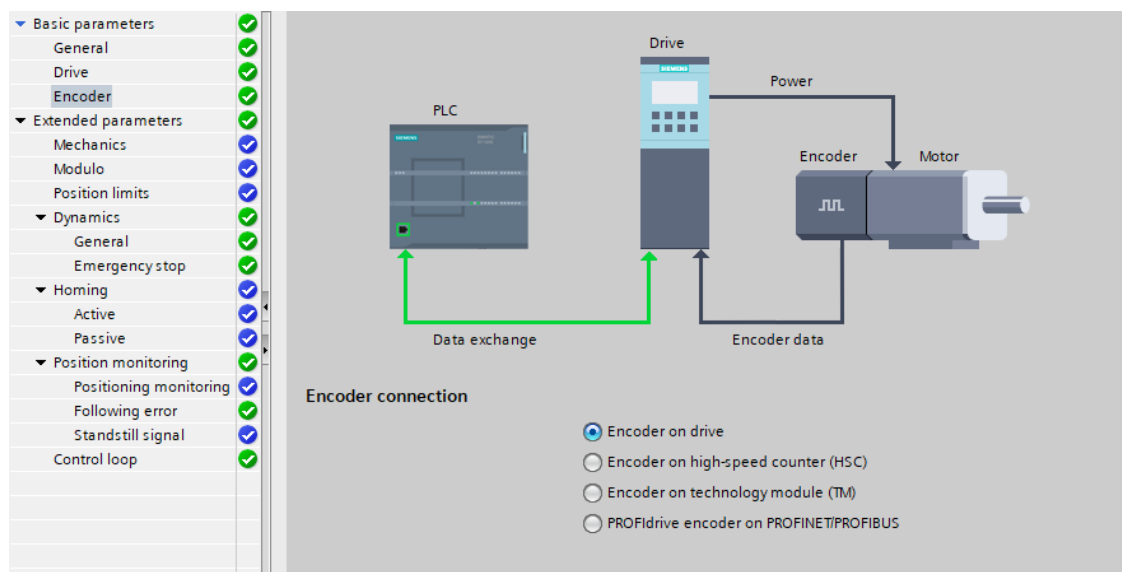 Basic parameters
General
Drive
Encoder
Extended parameters
Mechanics
Modulo
Position limits
Dynamics
General
Emergency stop
Homing
Active
Passive
Position monitoring
Positioning monitoring
Following error
Standstill signal
Control loop
Drive
SIEMENS
Power
PLC
SIEMENS
Encoder
Motor
Data exchange
Encoder data
Encoder connection
Encoder on drive
Encoder on high-speed counter (HSC)
Encoder on technology module (TM)
PROFIdrive encoder on PROFINET/PROFIBUS